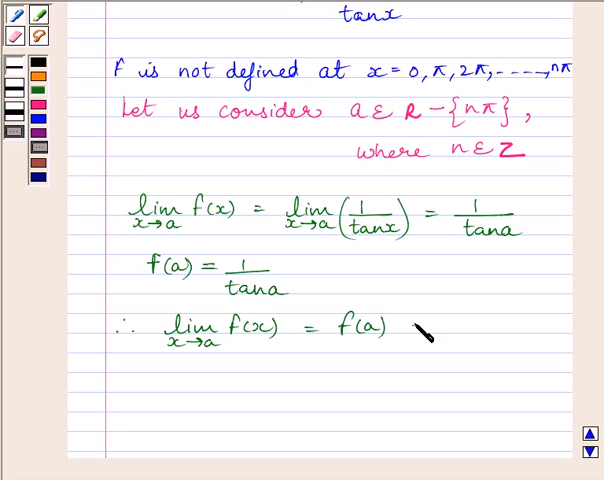 tanx
f is not defined at x = 0, π, 2π, ------, nπ
Let us consider a ε R - {nπ},
where n ε Z
lim f(x) = lim (1/tanx) = 1/tana
x→a x→a
f(a) = 1/tana
∴ lim f(x) = f(a)
x→a